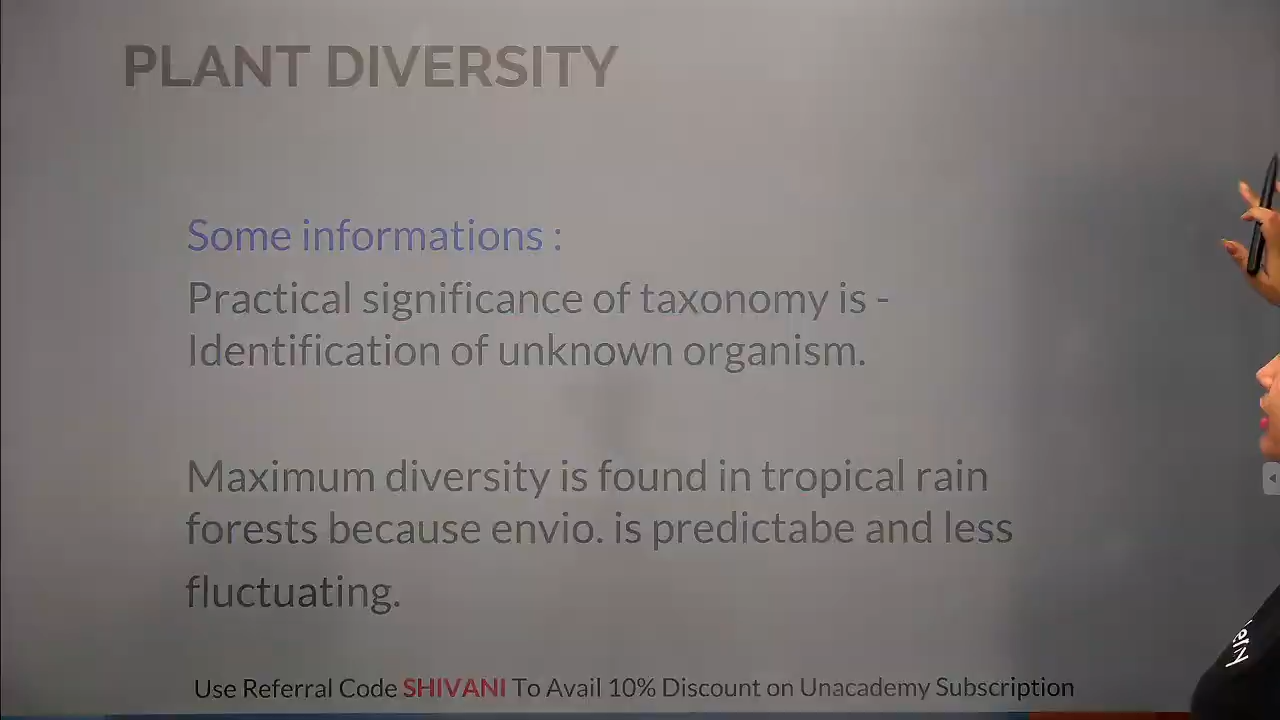 PLANT DIVERSITY
Some informations :
Practical significance of taxonomy is -
Identification of unknown organism.
Maximum diversity is found in tropical rain
forests because envio. is predictabe and less
fluctuating.
Use Referral Code SHIVANI To Avail 10% Discount on Unacademy Subscription